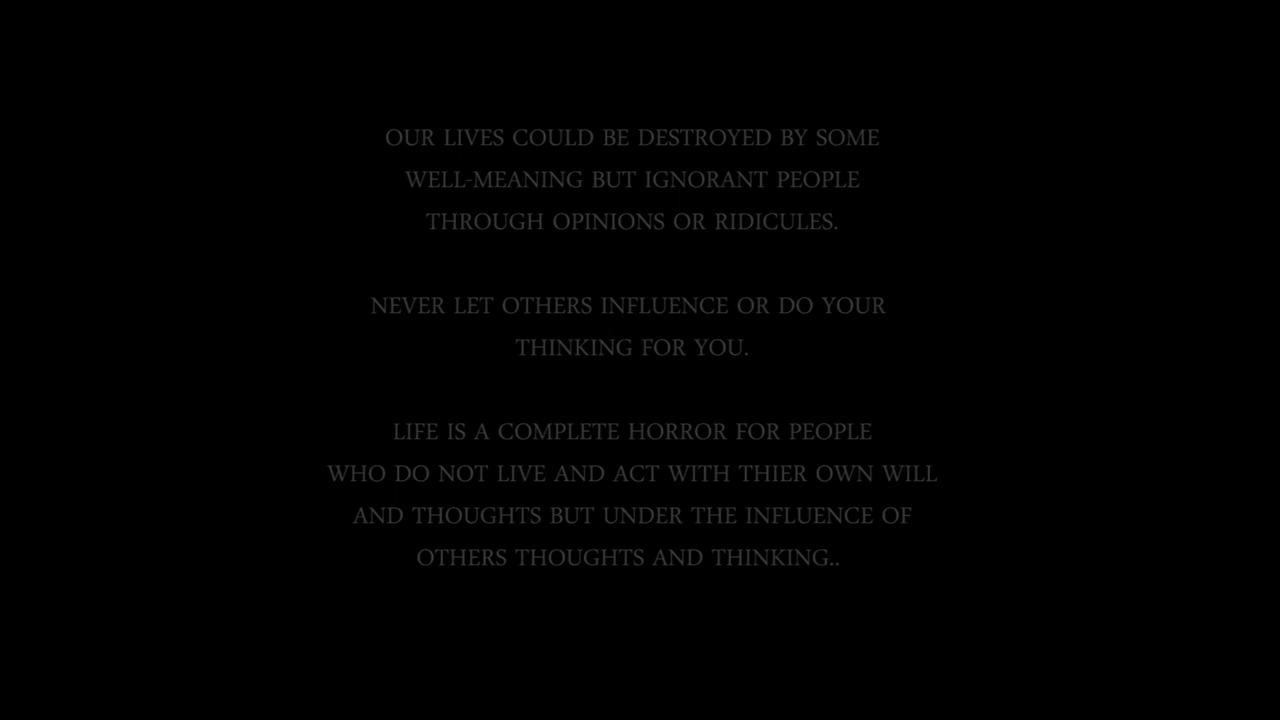 OUR LIVES COULD BE DESTROYED BY SOME
WELL-MEANING BUT IGNORANT PEOPLE
THROUGH OPINIONS OR RIDICULES.
NEVER LET OTHERS INFLUENCE OR DO YOUR
THINKING FOR YOU.
LIFE IS A COMPLETE HORROR FOR PEOPLE
WHO DO NOT LIVE AND ACT WITH THIER OWN WILL
AND THOUGHTS BUT UNDER THE INFLUENCE OF
OTHERS THOUGHTS AND THINKING..